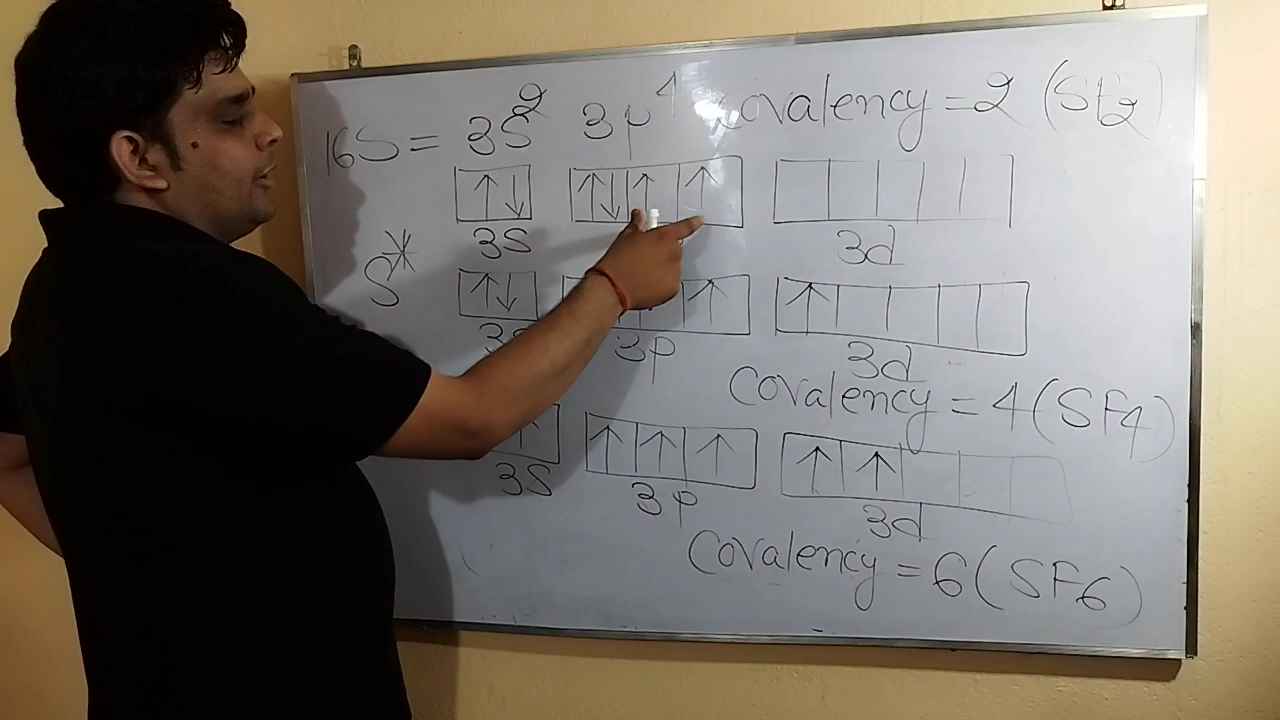 16S = 3S² 3p⁴ Covalency = 2 (SF₂)
↑↓ ↑↓ ↑ ↑
3S 3d
S* ↑↓ ↑ ↑
3p 3d
Covalency = 4 (SF₄)
↑ ↑ ↑ ↑ ↑ ↑
3S 3p 3d
Covalency = 6 (SF₆)